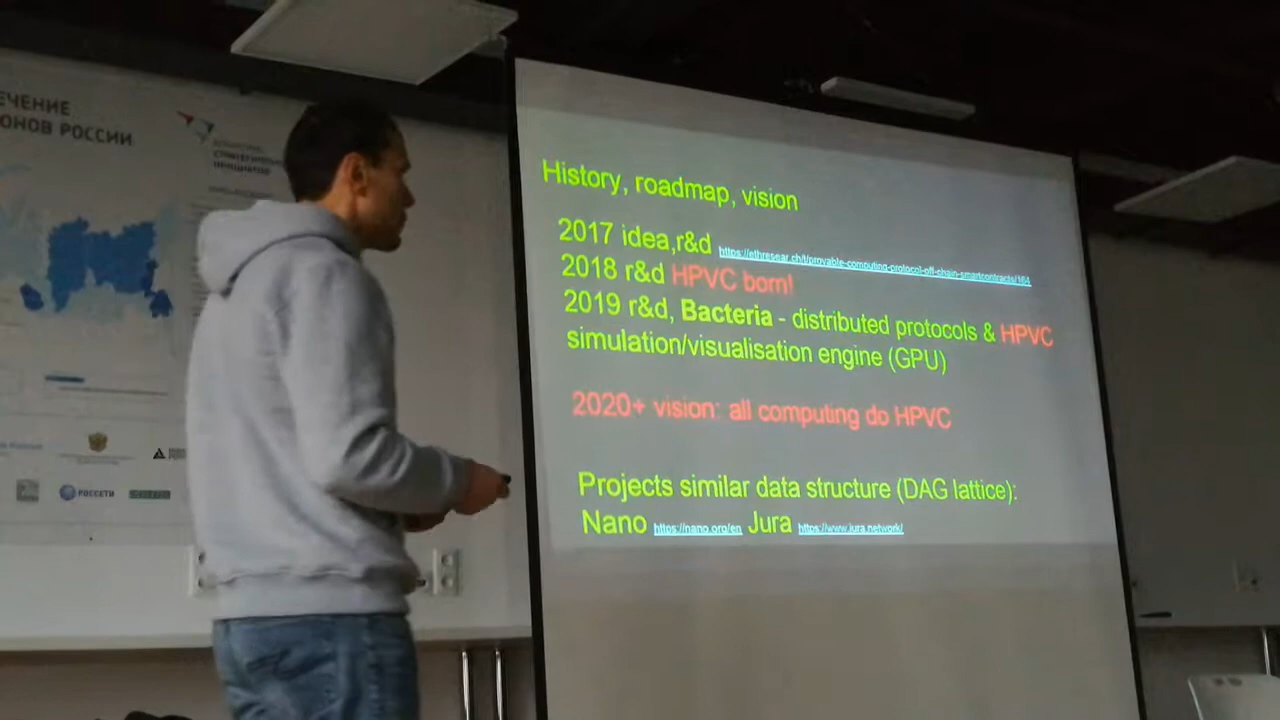 ЕЧЕНИЕ
ОНОВ РОССИИ
СТРАТЕГИЧЕСКИХ
ИНИЦИАТИВ
РОССЕТИ
History, roadmap, vision
2017 idea,r&d https://ethresear.ch/t/provable-computing-protocol-off-chain-smartcontracts/164
2018 r&d HPVC born!
2019 r&d, Bacteria - distributed protocols & HPVC
simulation/visualisation engine (GPU)
2020+ vision: all computing do HPVC
Projects similar data structure (DAG lattice):
Nano https://nano.org/en Jura https://www.jura.network/